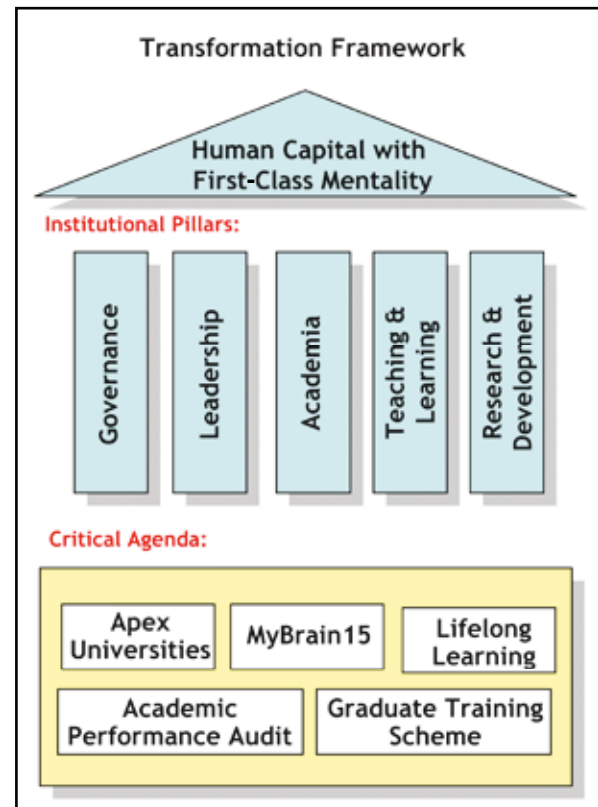 Transformation Framework
Human Capital with
First-Class Mentality
Institutional Pillars:
Governance
Leadership
Academia
Teaching &
Learning
Research &
Development
Critical Agenda:
Apex
Universities
MyBrain15
Lifelong
Learning
Academic
Performance Audit
Graduate Training
Scheme